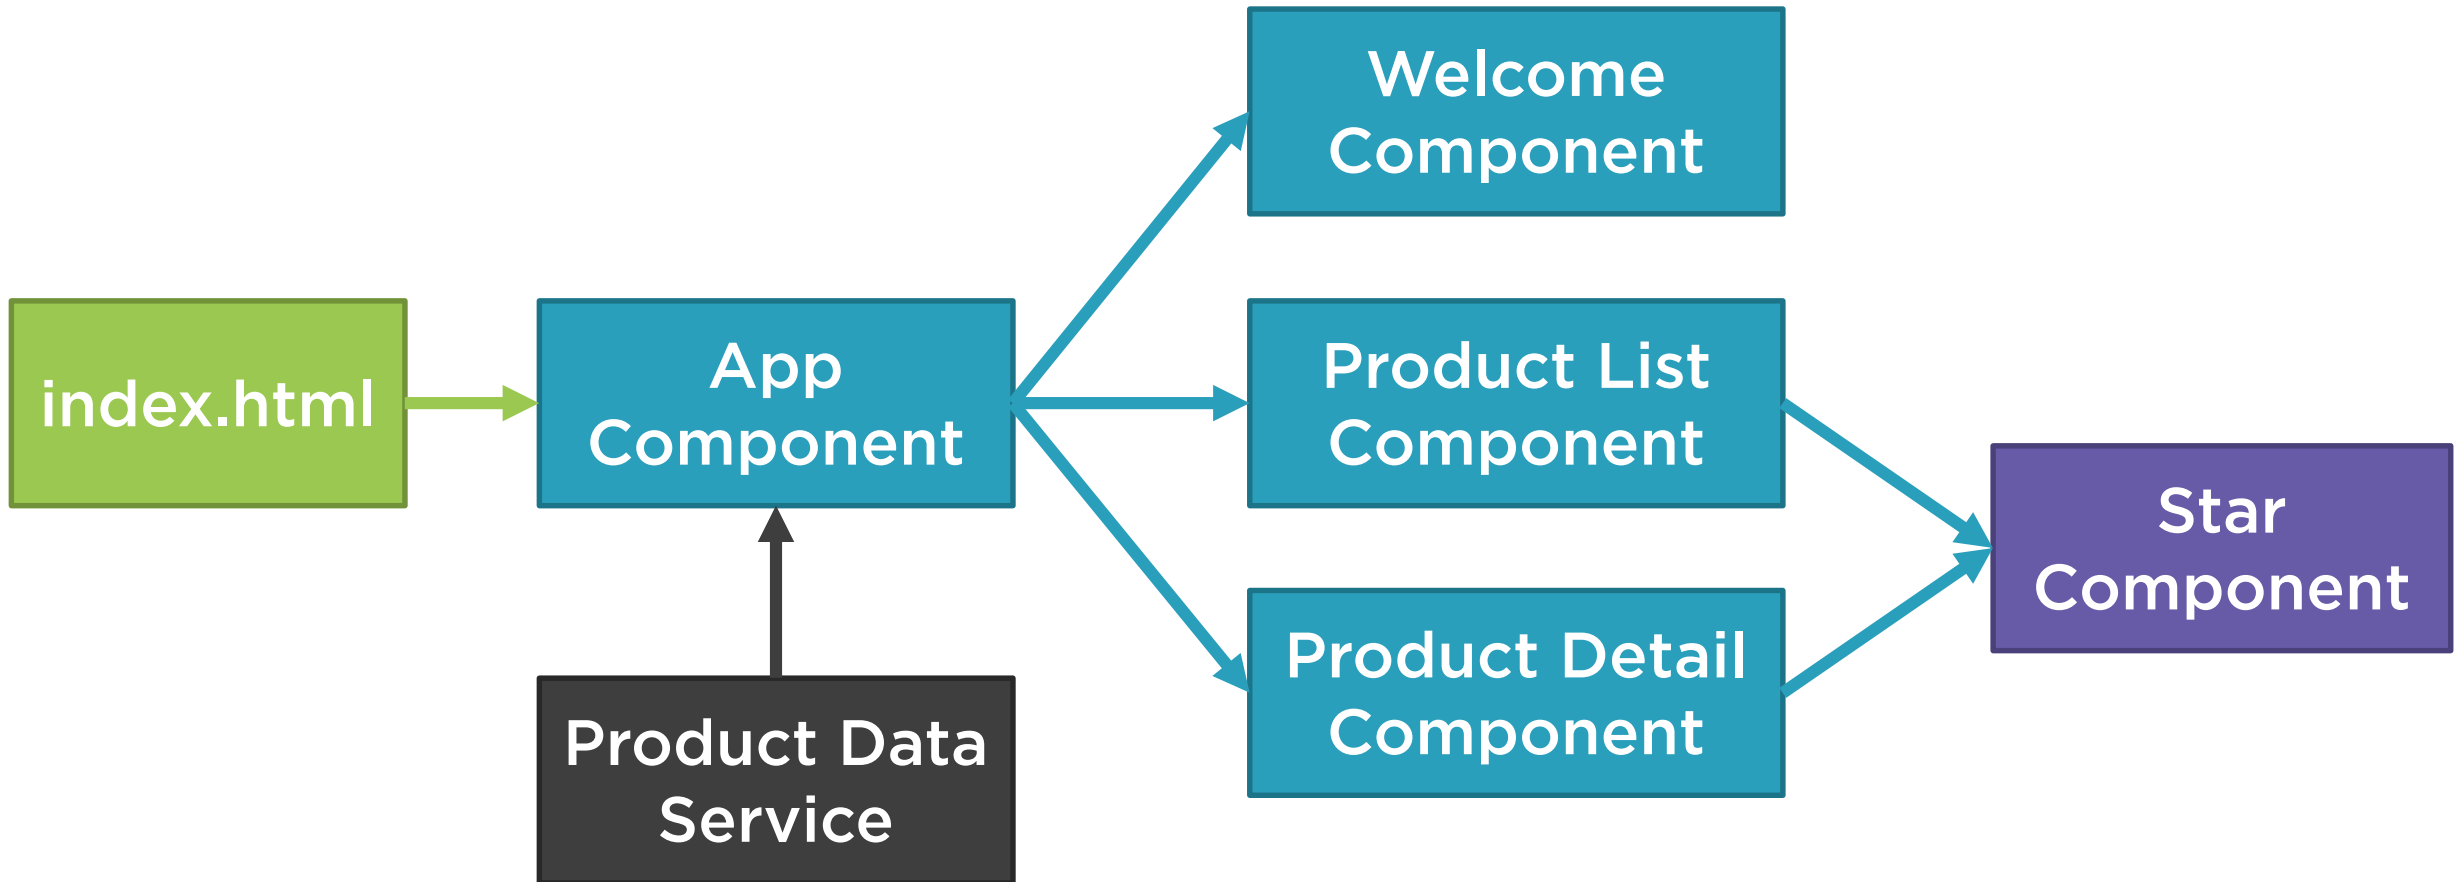 Welcome
Component
index.html
App
Component
Product List
Component
Star
Component
Product Detail
Component
Product Data
Service